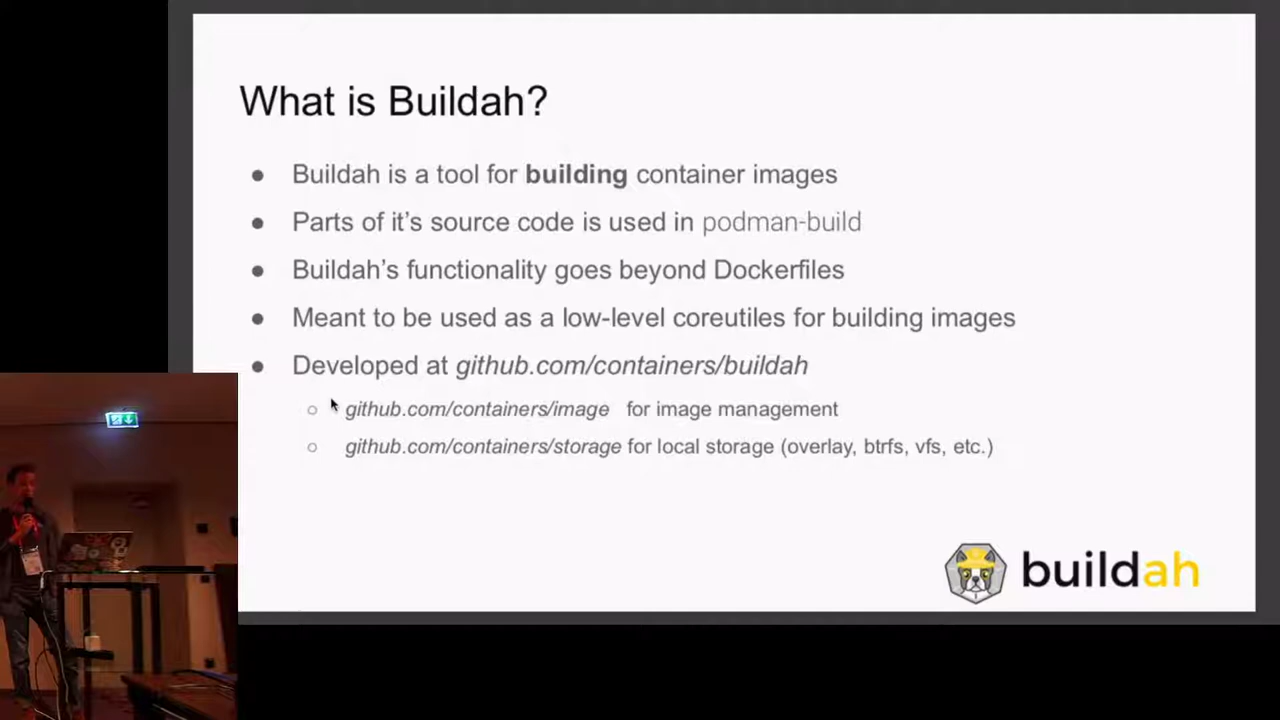 What is Buildah?
● Buildah is a tool for building container images
● Parts of it’s source code is used in podman-build
● Buildah’s functionality goes beyond Dockerfiles
● Meant to be used as a low-level coreutiles for building images
● Developed at github.com/containers/buildah
○ github.com/containers/image for image management
○ github.com/containers/storage for local storage (overlay, btrfs, vfs, etc.)
buildah